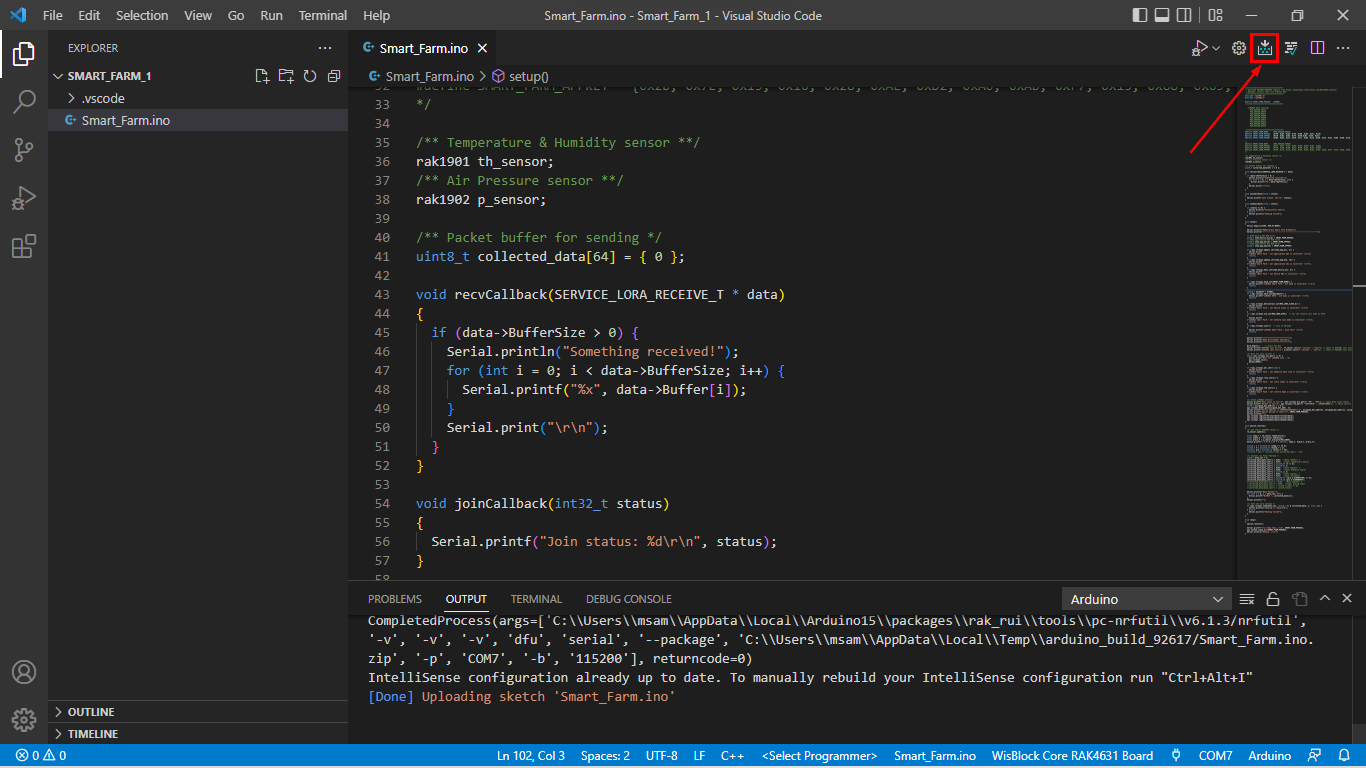 File Edit Selection View Go Run Terminal Help
Smart_Farm.ino - Smart_Farm_1 - Visual Studio Code
EXPLORER
SMART_FARM_1
.vscode
Smart_Farm.ino
OUTLINE
TIMELINE
Smart_Farm.ino
Smart_Farm.ino > setup()
33 */
34
35 /** Temperature & Humidity sensor **/
36 rak1901 th_sensor;
37 /** Air Pressure sensor **/
38 rak1902 p_sensor;
39
40 /** Packet buffer for sending */
41 uint8_t collected_data[64] = { 0 };
42
43 void recvCallback(SERVICE_LORA_RECEIVE_T * data)
44 {
45 if (data->BufferSize > 0) {
46 Serial.println("Something received!");
47 for (int i = 0; i < data->BufferSize; i++) {
48 Serial.printf("%x", data->Buffer[i]);
49 }
50 Serial.print("\r\n");
51 }
52 }
53
54 void joinCallback(int32_t status)
55 {
56 Serial.printf("Join status: %d\r\n", status);
57 }
58
PROBLEMS OUTPUT TERMINAL DEBUG CONSOLE
Arduino
CompletedProcess(args=['C:\\Users\\msam\\AppData\\Local\\Arduino15\\packages\\rak_rui\\tools\\pc-nrfutil\\v6.1.3/nrfutil',
'-v', '-v', '-v', 'dfu', 'serial', '--package', 'C:\\Users\\msam\\AppData\\Local\\Temp\\arduino_build_92617/Smart_Farm.ino.
zip', '-p', 'COM7', '-b', '115200'], returncode=0)
IntelliSense configuration already up to date. To manually rebuild your IntelliSense configuration run "Ctrl+Alt+I"
[Done] Uploading sketch 'Smart_Farm.ino'
0 0 Ln 102, Col 3 Spaces: 2 UTF-8 LF C++ <Select Programmer> Smart_Farm.ino WisBlock Core RAK4631 Board COM7 Arduino